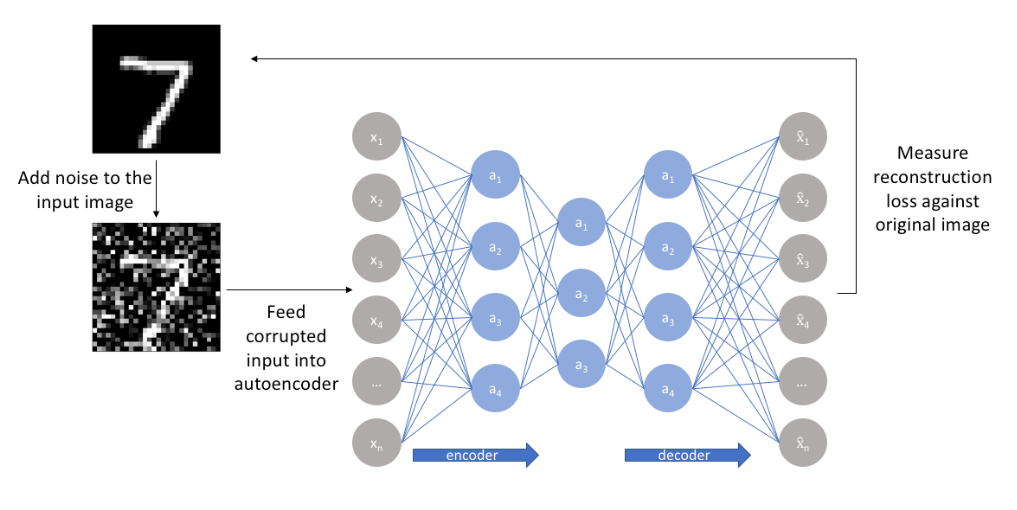 7
Add noise to the
input image
7
Feed
corrupted
input into
autoencoder
x₁
x₂
x₃
x₄
...
xₙ
a₁
a₂
a₃
a₄
a₁
a₂
a₃
a₁
a₂
a₃
a₄
x̂₁
x̂₂
x̂₃
x̂₄
...
x̂ₙ
encoder
decoder
Measure
reconstruction
loss against
original image